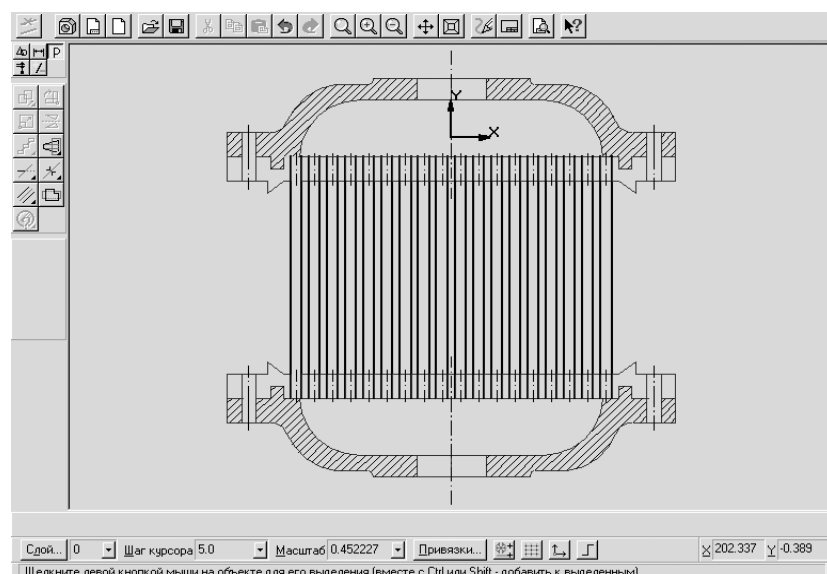 P
Y
X
Слой... 0 Шаг курсора 5.0 Масштаб 0.452227 Привязки... X 202.337 Y -0.389
Щелкните левой кнопкой мыши на объекте для его выделения (вместе с Ctrl или Shift - добавить к выделенным)